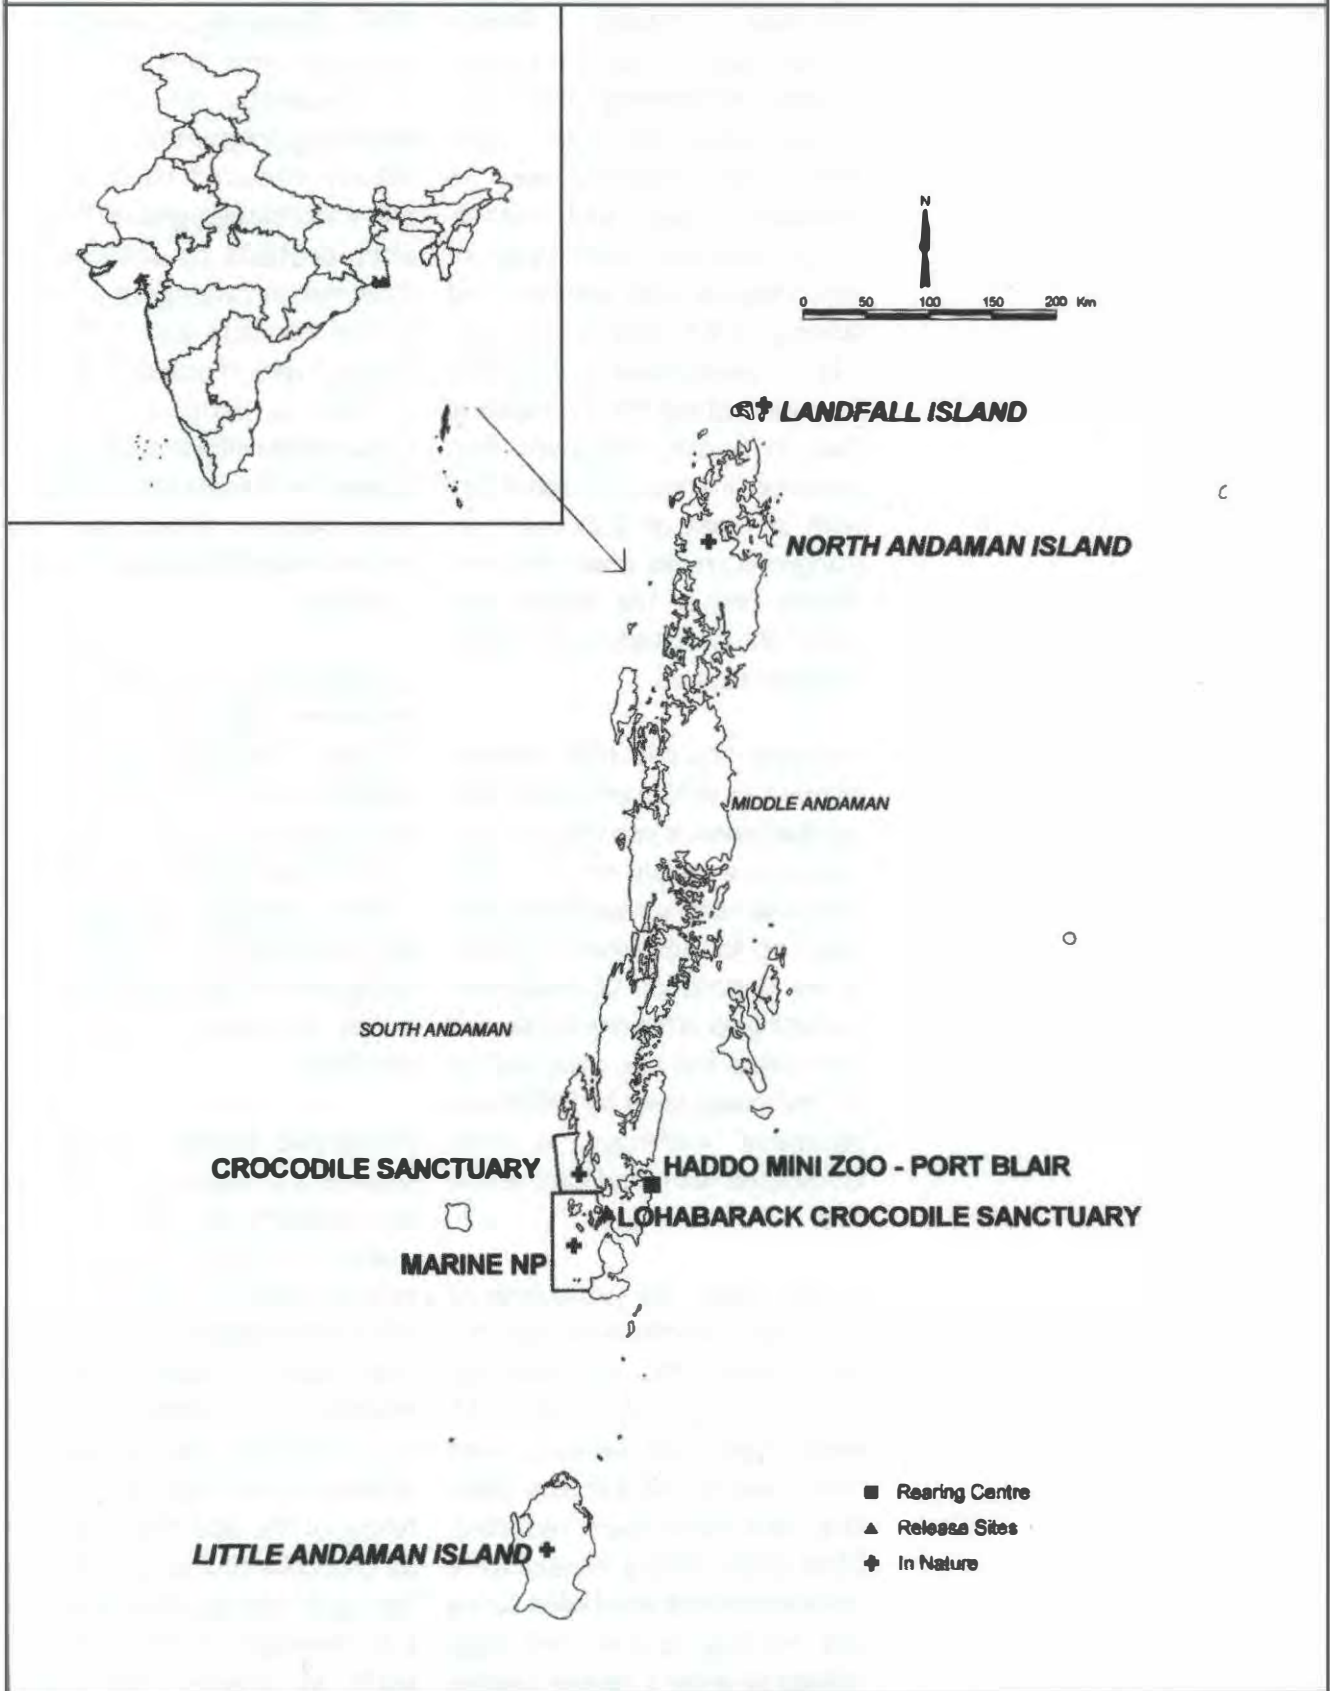 N
0 50 100 150 200 Km
LANDFALL ISLAND
NORTH ANDAMAN ISLAND
MIDDLE ANDAMAN
SOUTH ANDAMAN
CROCODILE SANCTUARY
HADDO MINI ZOO - PORT BLAIR
LOHABARACK CROCODILE SANCTUARY
MARINE NP
Rearing Centre
Release Sites
LITTLE ANDAMAN ISLAND
In Nature